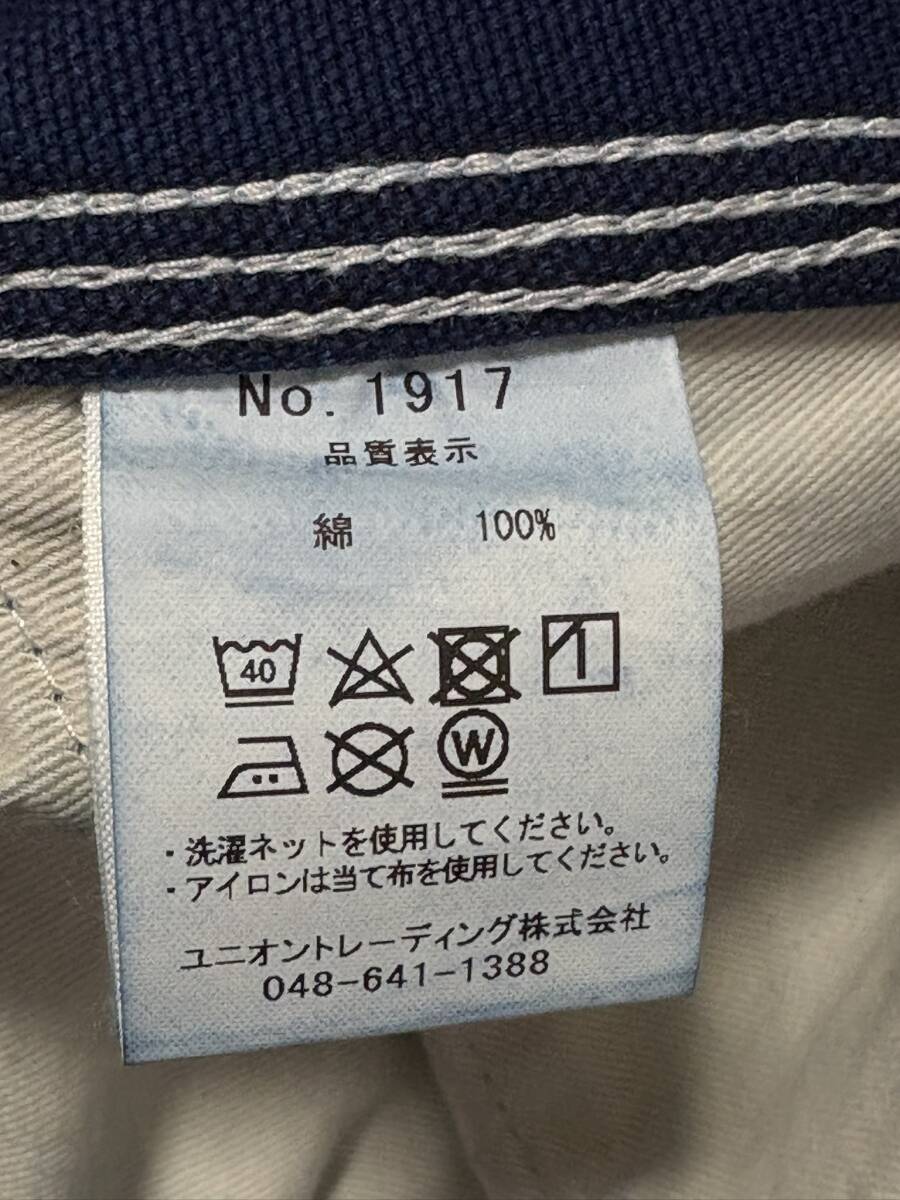 No. 1917
品質表示
綿 100%
40
W
・洗濯ネットを使用してください。
・アイロンは当て布を使用してください。
ユニオントレーディング株式会社
048-641-1388